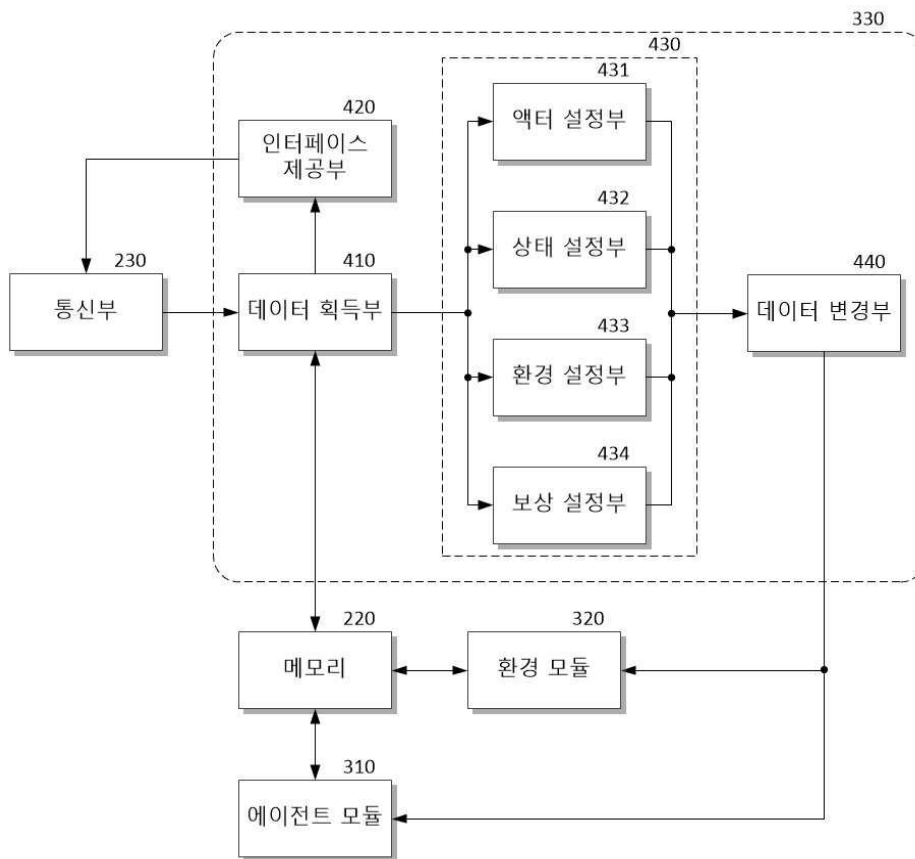 330
430
431
액터 설정부
420
인터페이스
제공부
432
상태 설정부
230
통신부
410
데이터 획득부
440
데이터 변경부
433
환경 설정부
434
보상 설정부
220
메모리
320
환경 모듈
310
에이전트 모듈